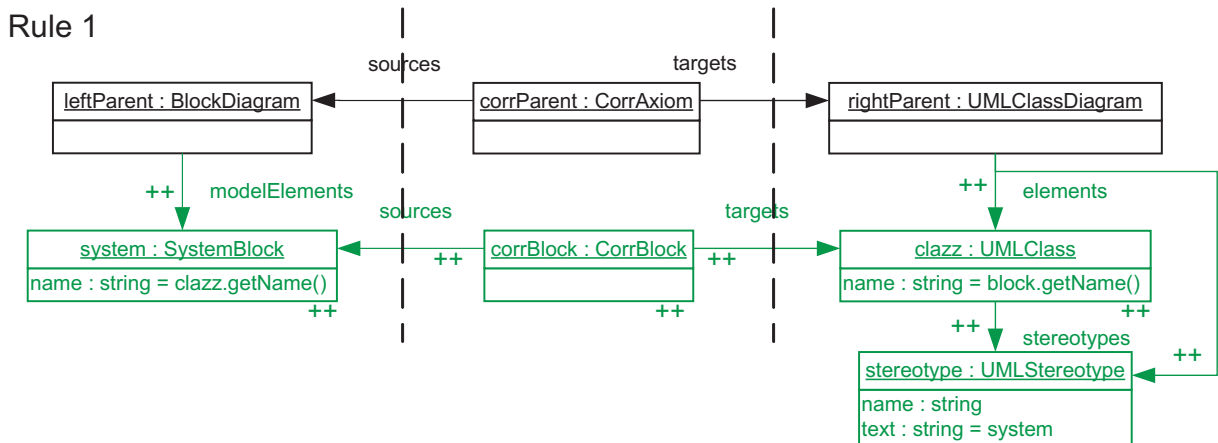 Rule 1
sources
targets
leftParent : BlockDiagram
corrParent : CorrAxiom
rightParent : UMLClassDiagram
++
modelElements
++
elements
sources
targets
system : SystemBlock
++
corrBlock : CorrBlock
++
clazz : UMLClass
name : string = clazz.getName()
name : string = block.getName()
++
++
++
++
stereotypes
++
stereotype : UMLStereotype
name : string
text : string = system